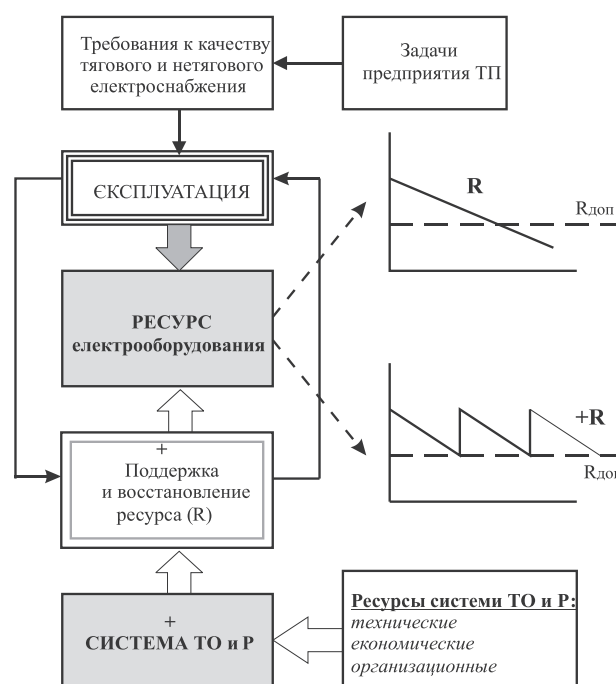 Требования к качеству
тягового и нетягового
електроснабжения
Задачи
предприятия ТП
ЄКСПЛУАТАЦИЯ
R
Rдоп
РЕСУРС
електрооборудования
+R
Rдоп
+
Поддержка
и восстановление
ресурса (R)
+
СИСТЕМА ТО и Р
Ресурсы системи ТО и Р:
технические
економические
организационные